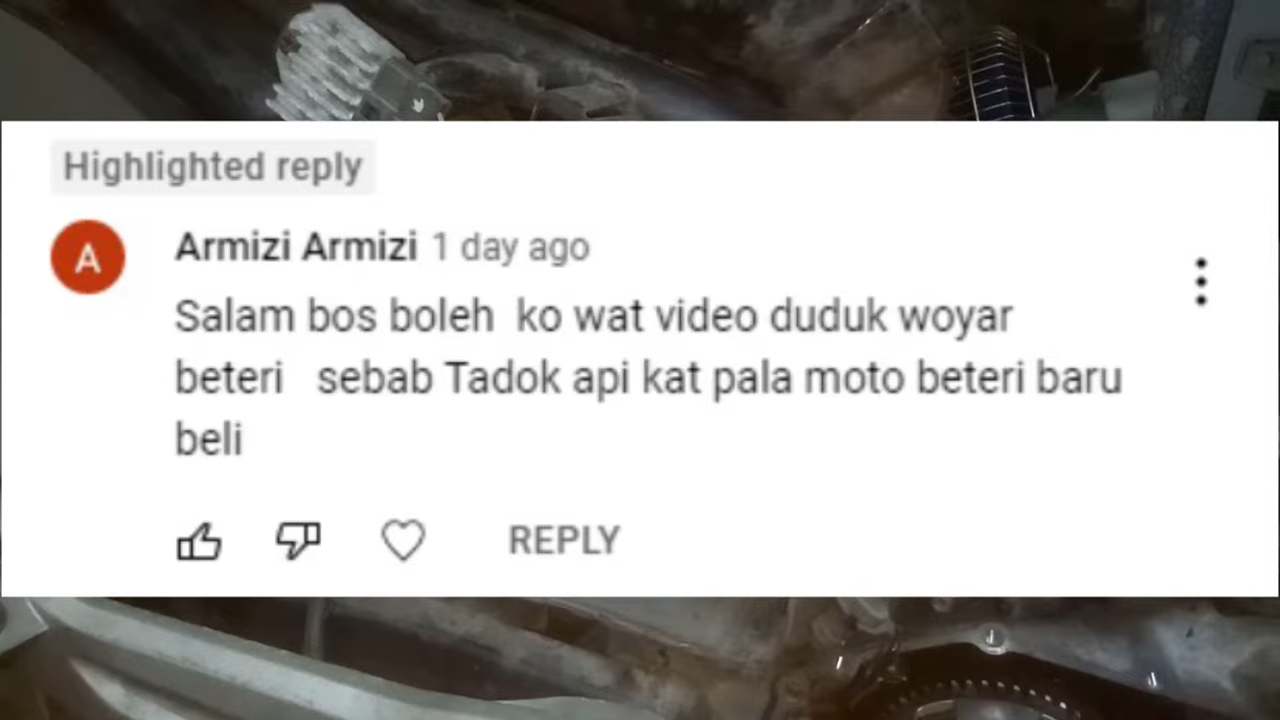 Highlighted reply
A
Armizi Armizi 1 day ago
Salam bos boleh ko wat video duduk woyar
beteri sebab Tadok api kat pala moto beteri baru
beli
REPLY